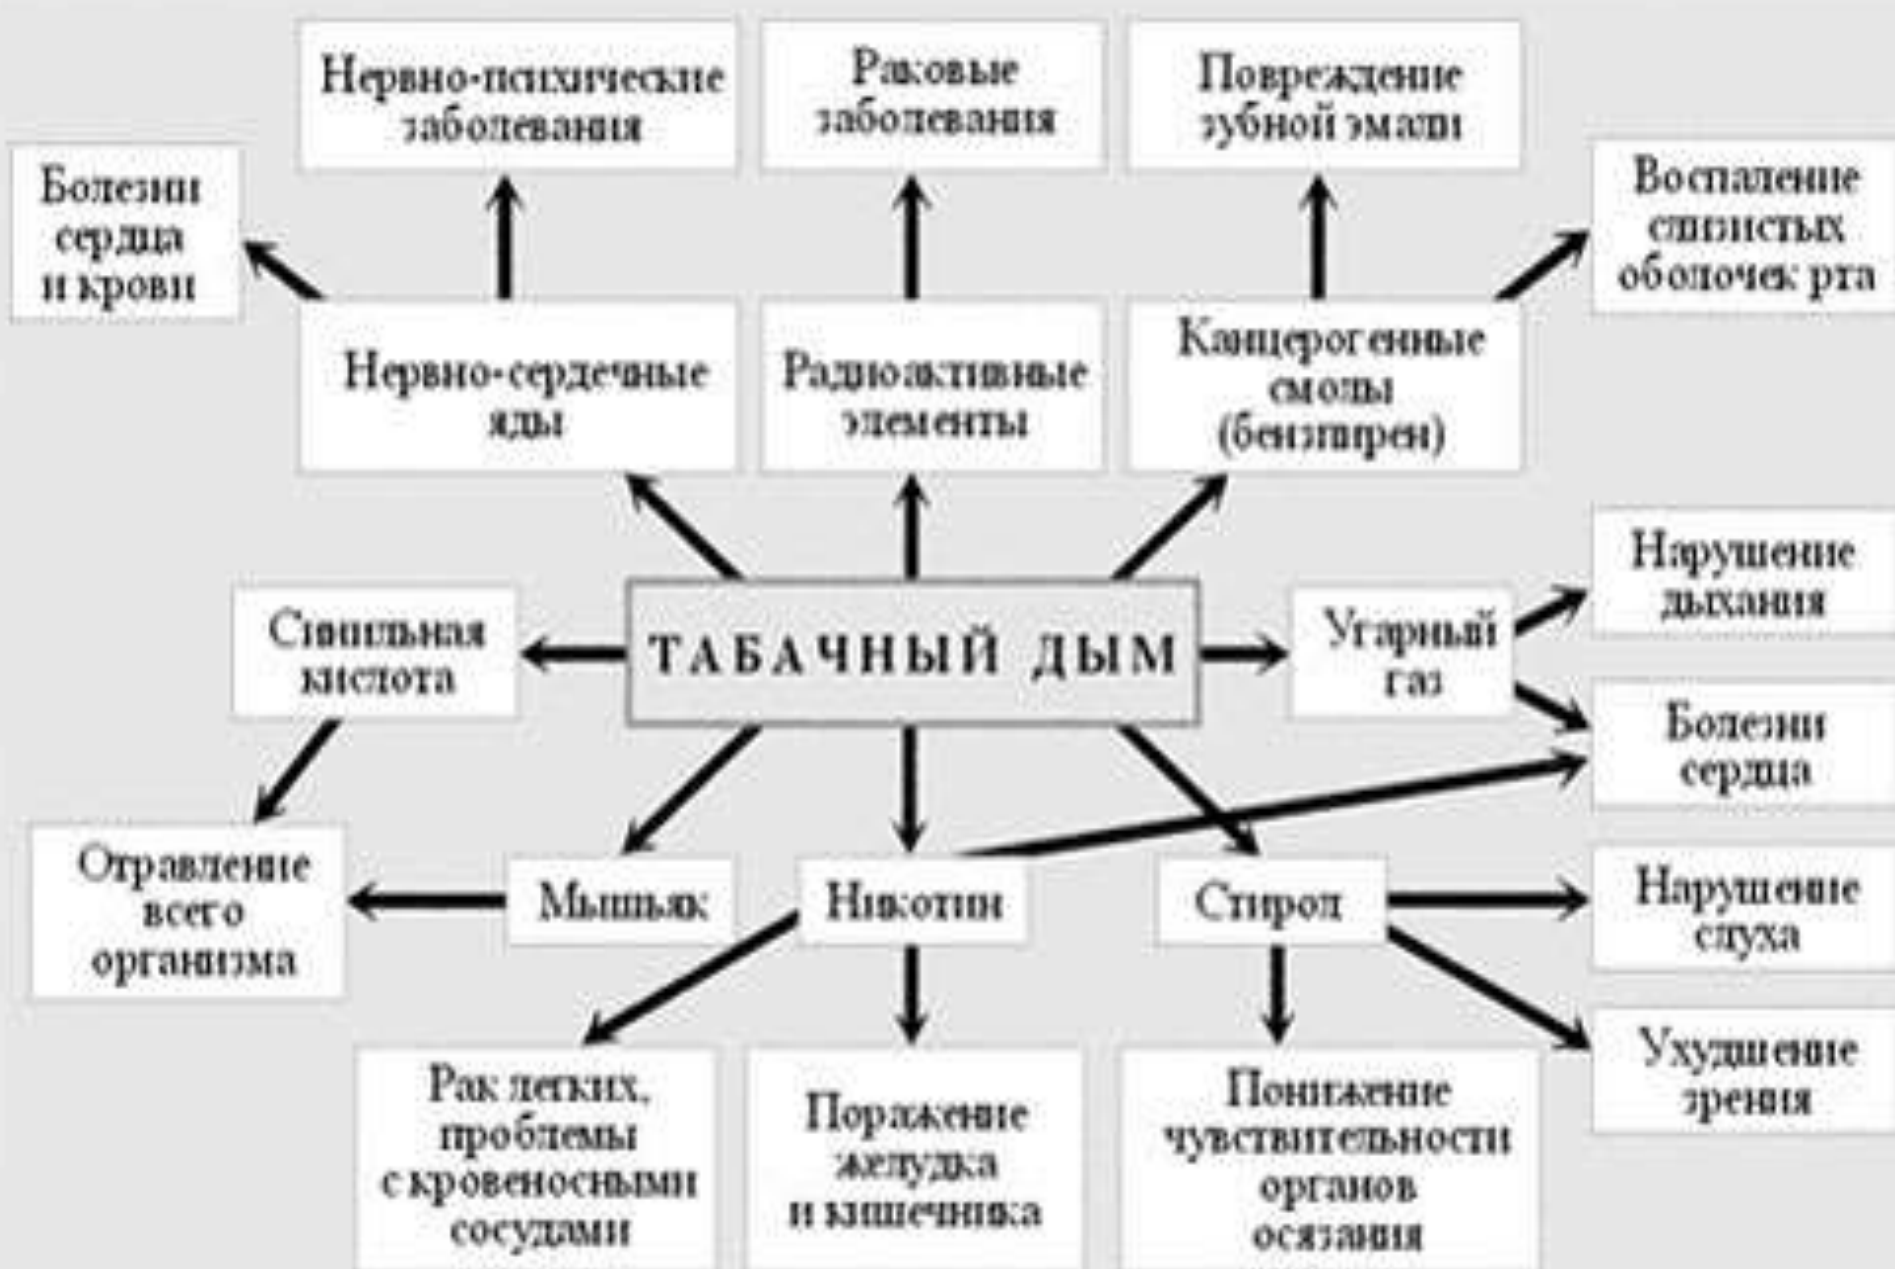 Нервно-психические
заболевания
Раковые
заболевания
Повреждение
зубной эмали
Болезни
сердца
и крови
Воспаление
слизистых
оболочек рта
Нервно-сердечные
яды
Радиоактивные
элементы
Канцерогенные
смолы
(бензпирен)
Синильная
кислота
ТАБАЧНЫЙ ДЫМ
Угарный
газ
Нарушение
дыхания
Болезни
сердца
Отравление
всего
организма
Мышьяк
Никотин
Стирол
Нарушение
слуха
Ухудшение
зрения
Рак легких,
проблемы
с кровеносными
сосудами
Поражение
желудка
и кишечника
Понижение
чувствительности
органов
осязания